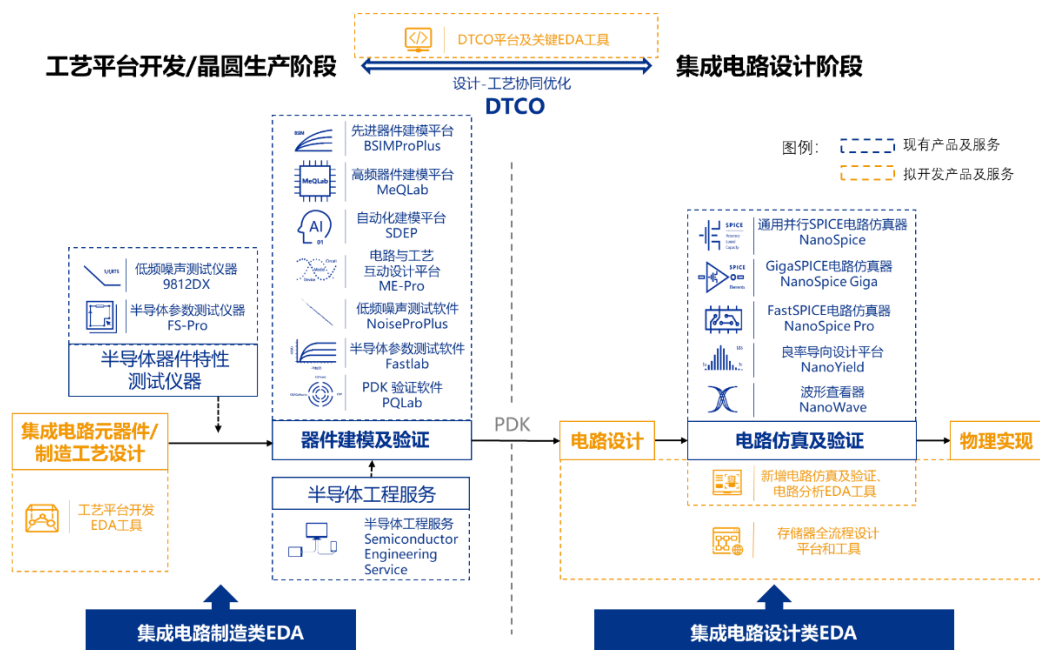 DTCO平台及关键EDA工具
工艺平台开发/晶圆生产阶段
集成电路设计阶段
设计-工艺协同优化
DTCO
图例：
现有产品及服务
拟开发产品及服务
BSIM
先进器件建模平台
BSIMProPlus
MeQLab
高频器件建模平台
MeQLab
AI
01
自动化建模平台
SDEP
电路与工艺
互动设计平台
ME-Pro
低频噪声测试软件
NoiseProPlus
半导体参数测试软件
Fastlab
PDK 验证软件
PQLab
低频噪声测试仪器
9812DX
半导体参数测试仪器
FS-Pro
半导体器件特性
测试仪器
集成电路元器件/
制造工艺设计
器件建模及验证
工艺平台开发
EDA工具
半导体工程服务
半导体工程服务
Semiconductor
Engineering
Service
集成电路制造类EDA
PDK
SPICE
通用并行SPICE电路仿真器
NanoSpice
SPICE
GigaSPICE电路仿真器
NanoSpice Giga
FastSPICE电路仿真器
NanoSpice Pro
良率导向设计平台
NanoYield
波形查看器
NanoWave
电路设计
电路仿真及验证
物理实现
新增电路仿真及验证、
电路分析EDA工具
存储器全流程设计
平台和工具
集成电路设计类EDA